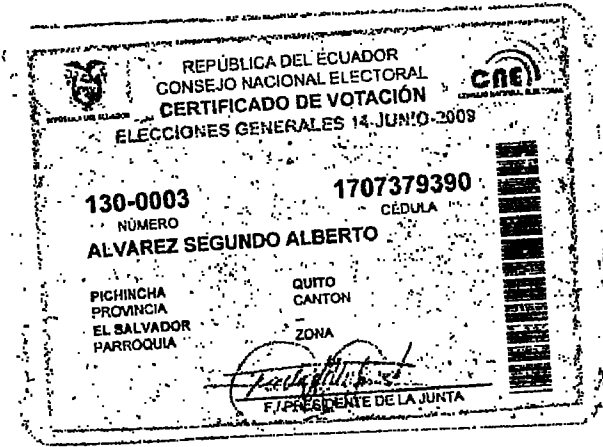 REPÚBLICA DEL ECUADOR
CONSEJO NACIONAL ELECTORAL
CNE
CERTIFICADO DE VOTACIÓN
ELECCIONES GENERALES 14-JUNIO-2009
130-0003
1707379390
NÚMERO
CÉDULA
ALVAREZ SEGUNDO ALBERTO
PICHINCHA
QUITO
PROVINCIA
CANTON
EL SALVADOR
–
PARROQUIA
ZONA
F./PRESIDENTE DE LA JUNTA